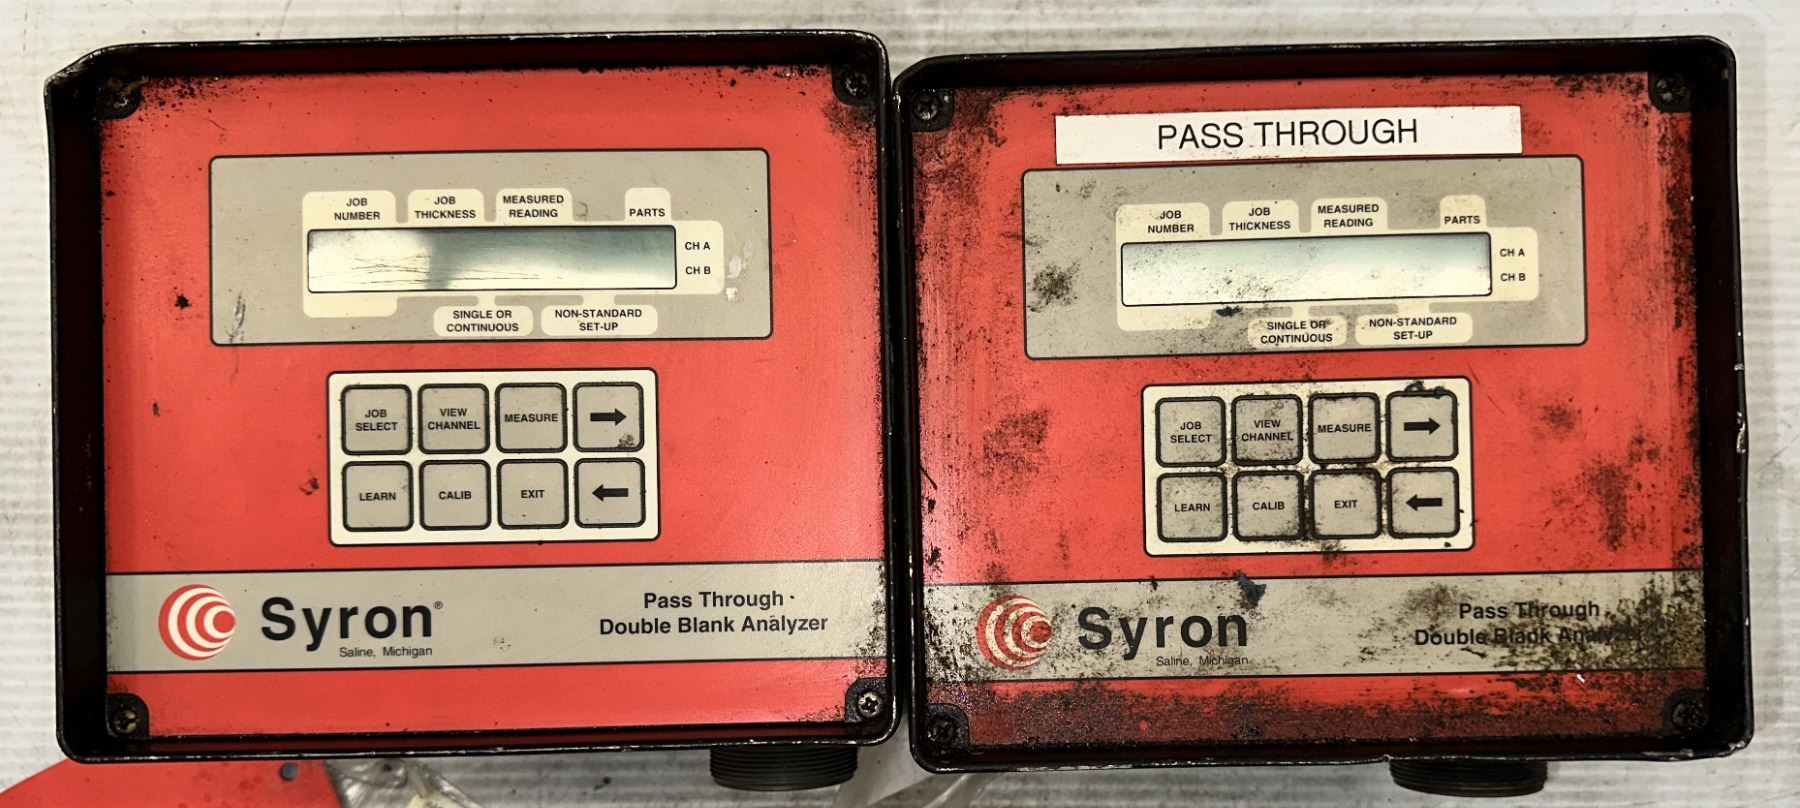 JOB
NUMBER
JOB
THICKNESS
MEASURED
READING
PARTS
CH A
CH B
SINGLE OR
CONTINUOUS
NON-STANDARD
SET-UP
JOB
SELECT
VIEW
CHANNEL
MEASURE
LEARN
CALIB
EXIT
Syron®
Saline, Michigan
Pass Through
Double Blank Analyzer
PASS THROUGH
JOB
NUMBER
JOB
THICKNESS
MEASURED
READING
PARTS
CH A
CH B
SINGLE OR
CONTINUOUS
NON-STANDARD
SET-UP
JOB
SELECT
VIEW
CHANNEL
MEASURE
LEARN
CALIB
EXIT
Syron
Saline, Michigan
Pass Through
Double Blank Analyzer